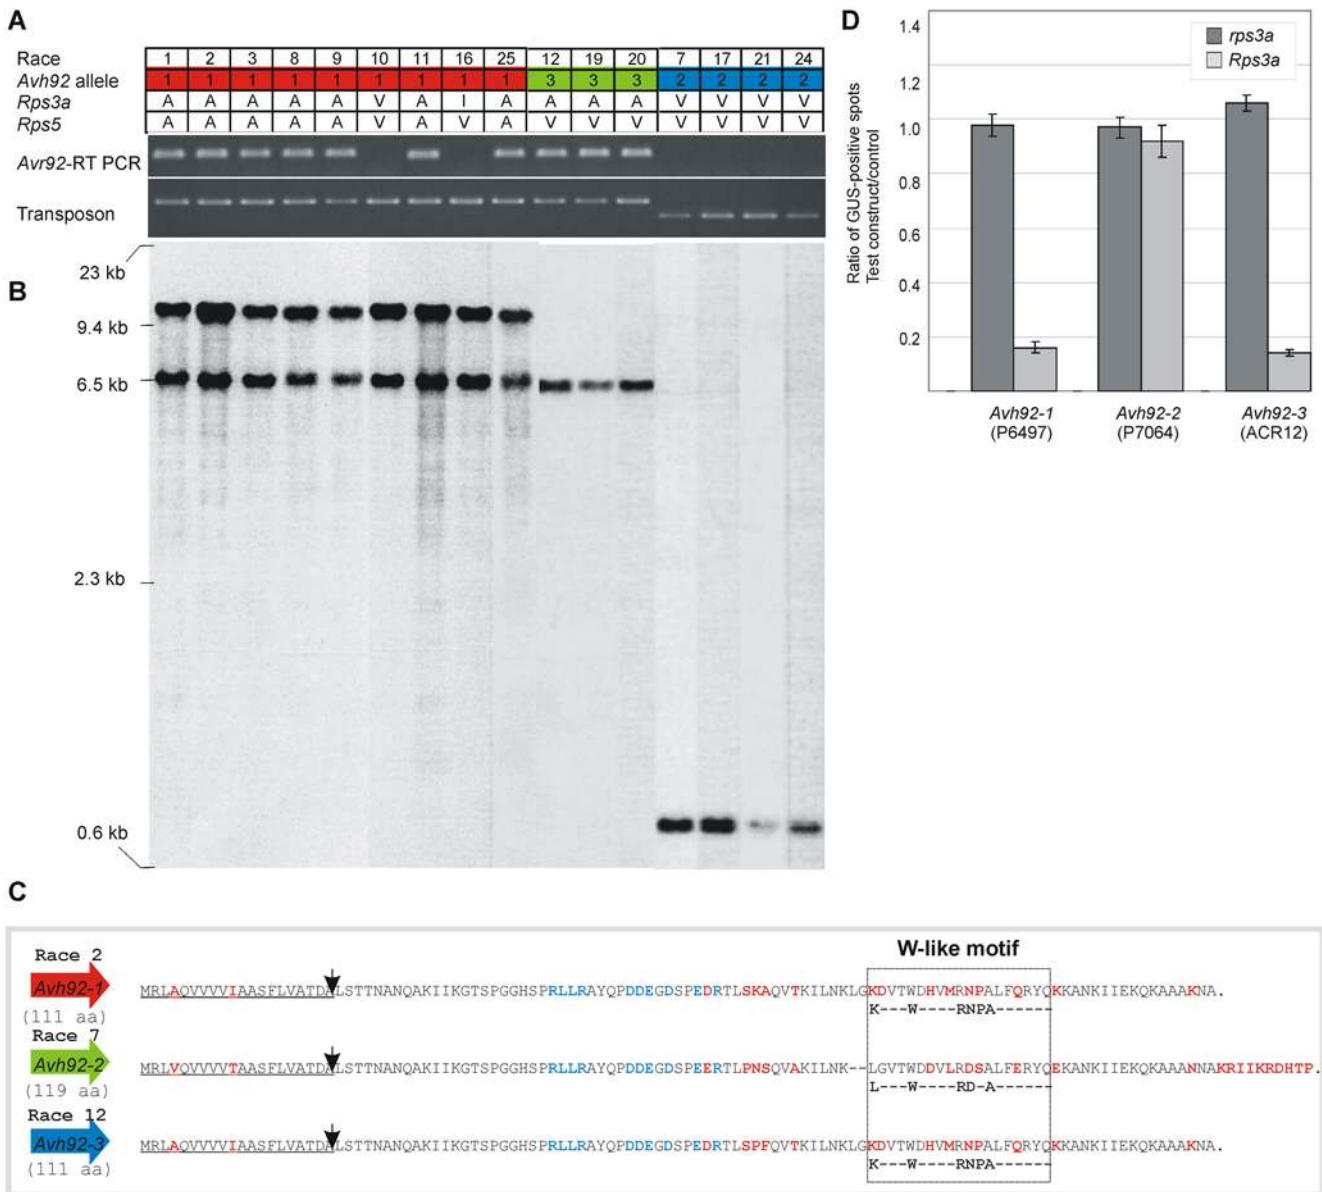 A
Race 1 2 3 8 9 10 11 16 25 12 19 20 7 17 21 24
Avh92 allele 1 1 1 1 1 1 1 1 1 3 3 3 2 2 2 2
Rps3a A A A A A V A I A A A A V V V V
Rps5 A A A A A V A V A V V V V V V V
Avr92-RT PCR
Transposon
B
23 kb
9.4 kb
6.5 kb
2.3 kb
0.6 kb
D
1.4
1.2
1.0
0.8
0.6
0.4
0.2
Ratio of GUS-positive spots
Test construct/control
rps3a
Rps3a
Avh92-1 Avh92-2 Avh92-3
(P6497) (P7064) (ACR12)
C
W-like motif
Race 2
Avh92-1 MRLAQVVVVIAASFLVATDALSTTNANQAKIIKGTSPGGHSPRLLRAYQPDDEGDSPEDRTLSKAQVTKILNKLGKDVTWDHVMRNPALFQRYQKKANKIIEKQKAAAKNA.
(111 aa) K---W----RNPA------
Race 7
Avh92-2 MRLVQVVVVTAASFLVATDALSTTNANQAKIIKGTSPGGHSPRLLRAYQPDDEGDSPEERTLPNSQVAKILNK--LGVTWDDVLRDSALFERYQEKANKIIEKQKAAANNAKRIIKRDHTP.
(119 aa) L---W----RD-A------
Race 12
Avh92-3 MRLAQVVVVIAASFLVATDALSTTNANQAKIIKGTSPGGHSPRLLRAYQPDDEGDSPEDRTLSPFQVTKILNKLGKDVTWDHVMRNPALFQRYQKKANKIIEKQKAAAKNA.
(111 aa) K---W----RNPA------